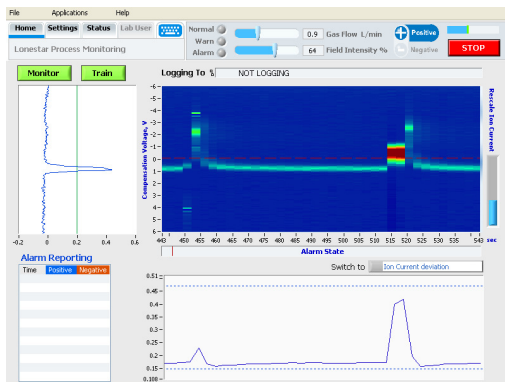 File Applications Help
Home Settings Status Lab User
Normal
Warn
Alarm
0.9 Gas Flow L/min
64 Field Intensity %
Positive
Negative
STOP
Lonestar Process Monitoring
Monitor Train
Logging To % NOT LOGGING
Compensation Voltage, V
-6
-5
-4
-3
-2
-1
0
1
2
3
4
5
6
Rescale Ion Current
-0.2 0 0.2 0.4 0.6
443 450 455 460 465 470 475 480 485 490 495 500 505 510 515 520 525 530 535 543 sec
Alarm State
Alarm Reporting
Time Positive Negative
Switch to Ion Current deviation
0.51
0.45
0.4
0.35
0.3
0.25
0.2
0.15
0.100